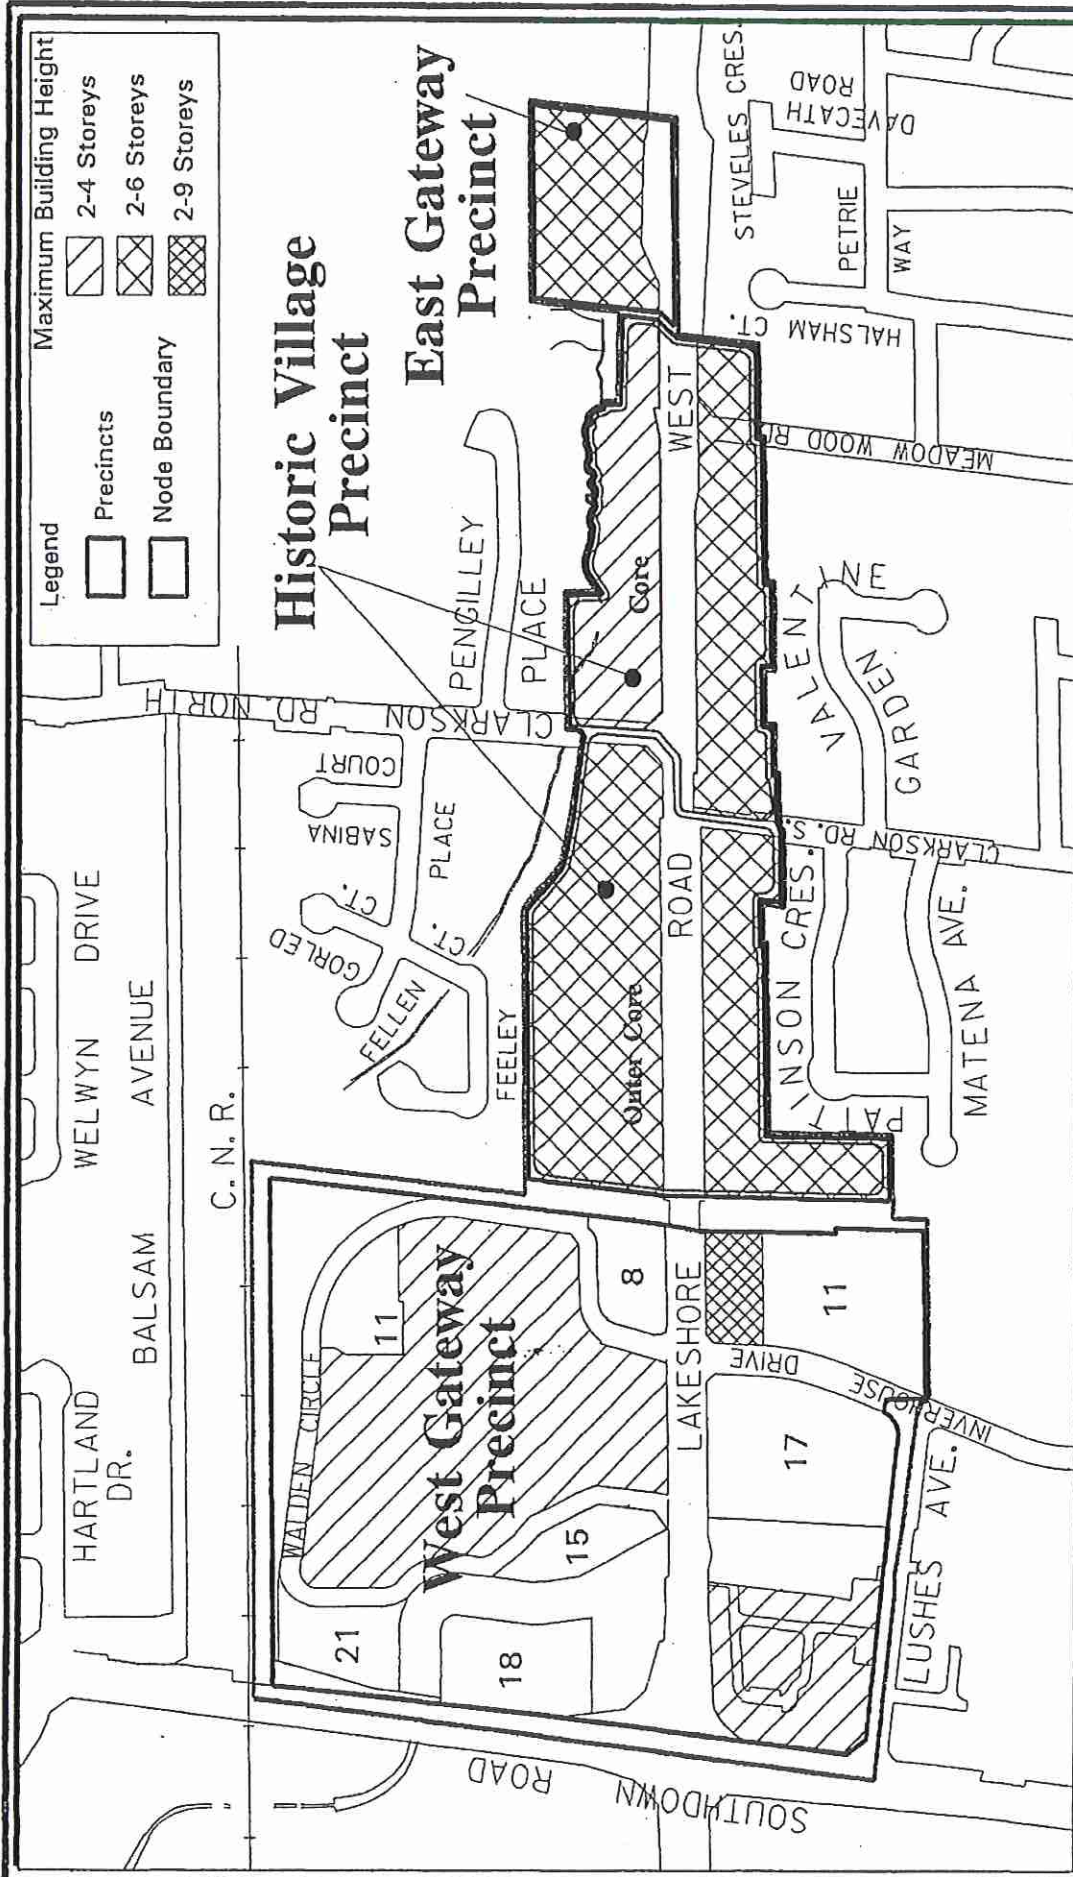 Legend
Maximum Building Height
Precincts
2-4 Storeys
Node Boundary
2-6 Storeys
2-9 Storeys
HARTLAND
DR.
WELWYN DRIVE
BALSAM AVENUE
C. N. R.
CLARKSON RD. NORTH
SABINA
COURT
GORLED
CT.
PLACE
FELLEN
CT.
FEELEY
PENGILLEY
PLACE
Historic Village
Precinct
East Gateway
Precinct
WALDEN CIRCLE
21
11
18
15
8
West Gateway
Precinct
Outer Core
Core
LAKESHORE
ROAD
WEST
17
11
INVERHOUSE
DRIVE
LUSHES AVE.
SOUTHDOWN
ROAD
PATTINSON CRES.
MATENA AVE.
CLARKSON RD. S.
VALENTINE
GARDEN
MEADOW WOOD RD
HALSHAM CT.
PETRIE
WAY
STEVELES CRES.
DAVECATH
ROAD